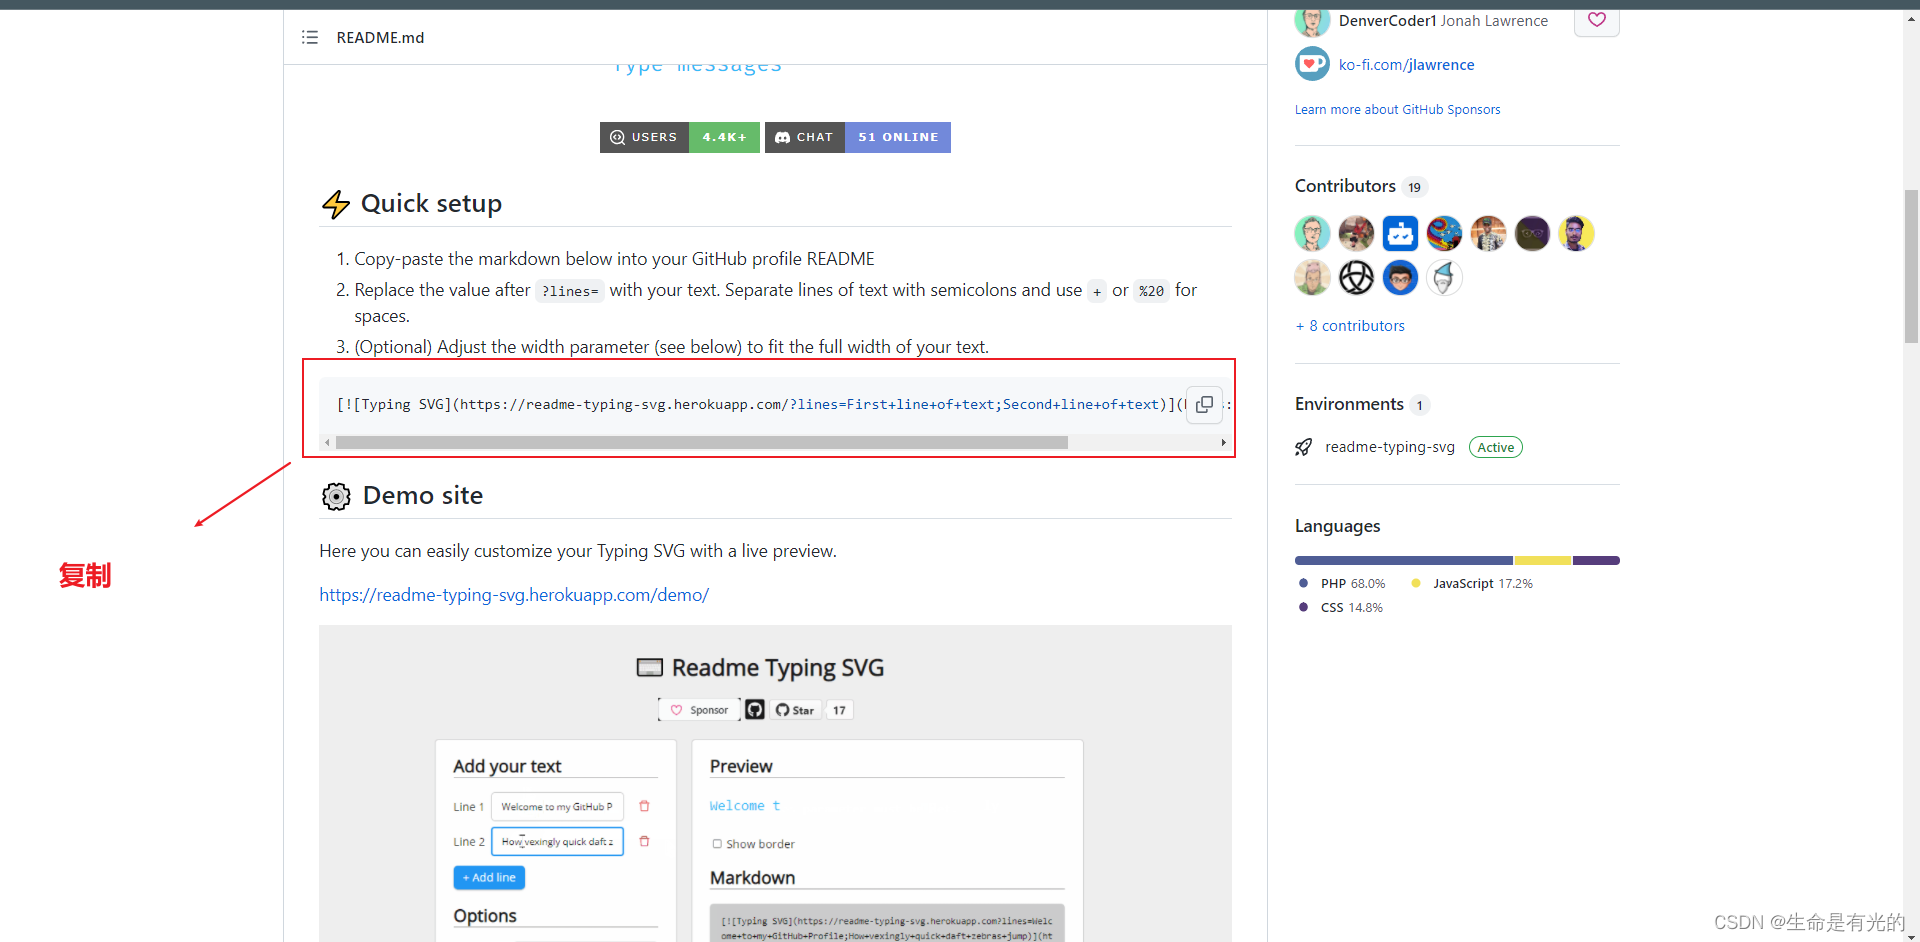 README.md
DenverCoder1 Jonah Lawrence
Type messages
ko-fi.com/jlawrence
Learn more about GitHub Sponsors
USERS 4.4K+ CHAT 51 ONLINE
Quick setup
1. Copy-paste the markdown below into your GitHub profile README
2. Replace the value after ?lines= with your text. Separate lines of text with semicolons and use + or %20 for
spaces.
3. (Optional) Adjust the width parameter (see below) to fit the full width of your text.
[![Typing SVG](https://readme-typing-svg.herokuapp.com/?lines=First+line+of+text;Second+line+of+text)](
复制
Demo site
Here you can easily customize your Typing SVG with a live preview.
https://readme-typing-svg.herokuapp.com/demo/
Readme Typing SVG
Sponsor Star 17
Add your text
Line 1 Welcome to my GitHub P
Line 2 How vexingly quick daft z
+ Add line
Options
Preview
Welcome t
Show border
Markdown
[![Typing SVG](https://readme-typing-svg.herokuapp.com?lines=Welc
ome+to+my+GitHub+Profile;How+vexingly+quick+daft+zebras+jump)](ht
Contributors 19
+ 8 contributors
Environments 1
readme-typing-svg Active
Languages
PHP 68.0% JavaScript 17.2%
CSS 14.8%
CSDN @生命是有光的